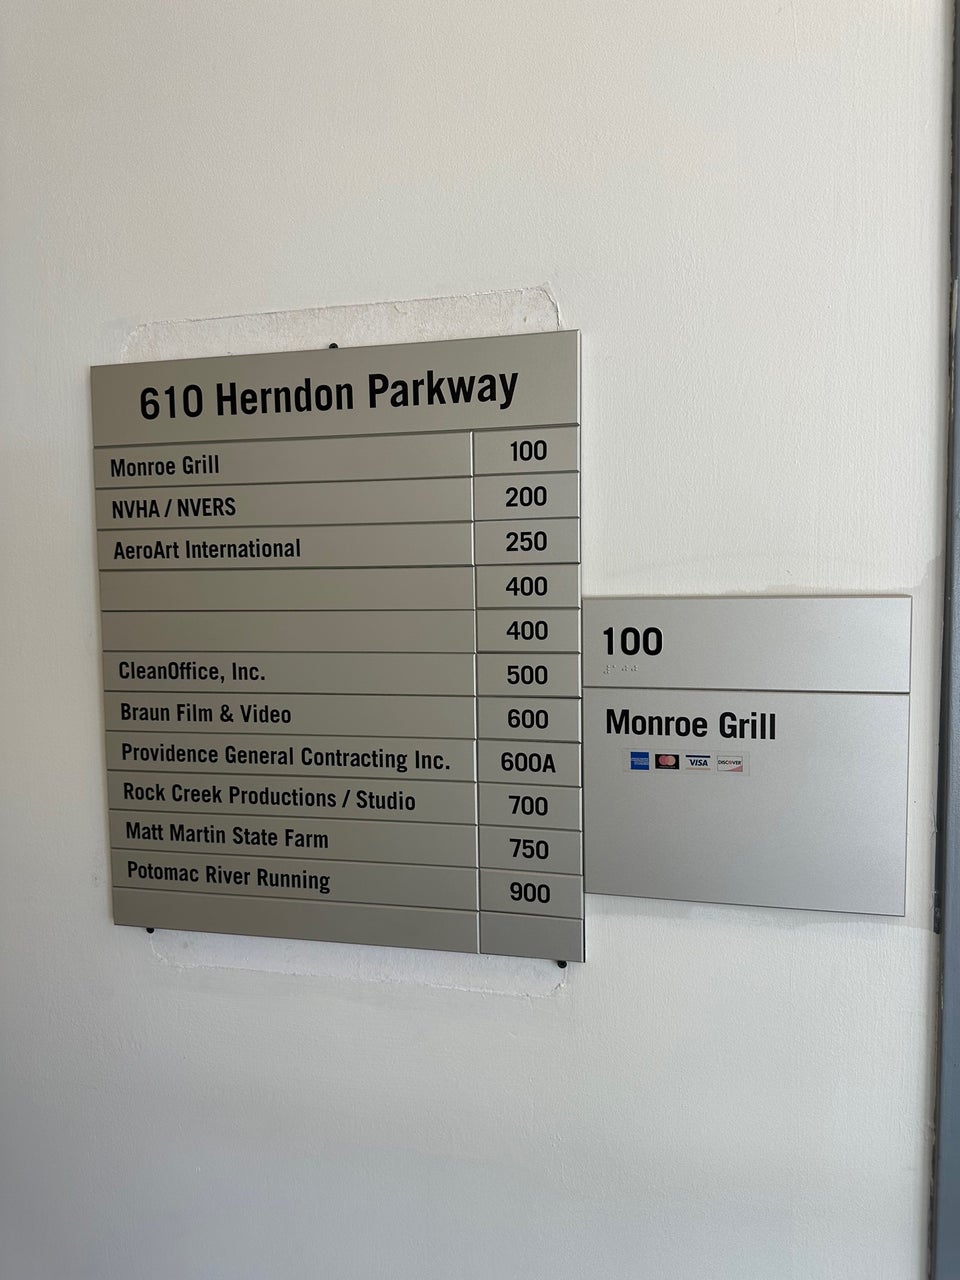 610 Herndon Parkway
Monroe Grill 100
NVHA / NVERS 200
AeroArt International 250
400
400
CleanOffice, Inc. 500
Braun Film & Video 600
Providence General Contracting Inc. 600A
Rock Creek Productions / Studio 700
Matt Martin State Farm 750
Potomac River Running 900
100
Monroe Grill
VISA DISCOVER